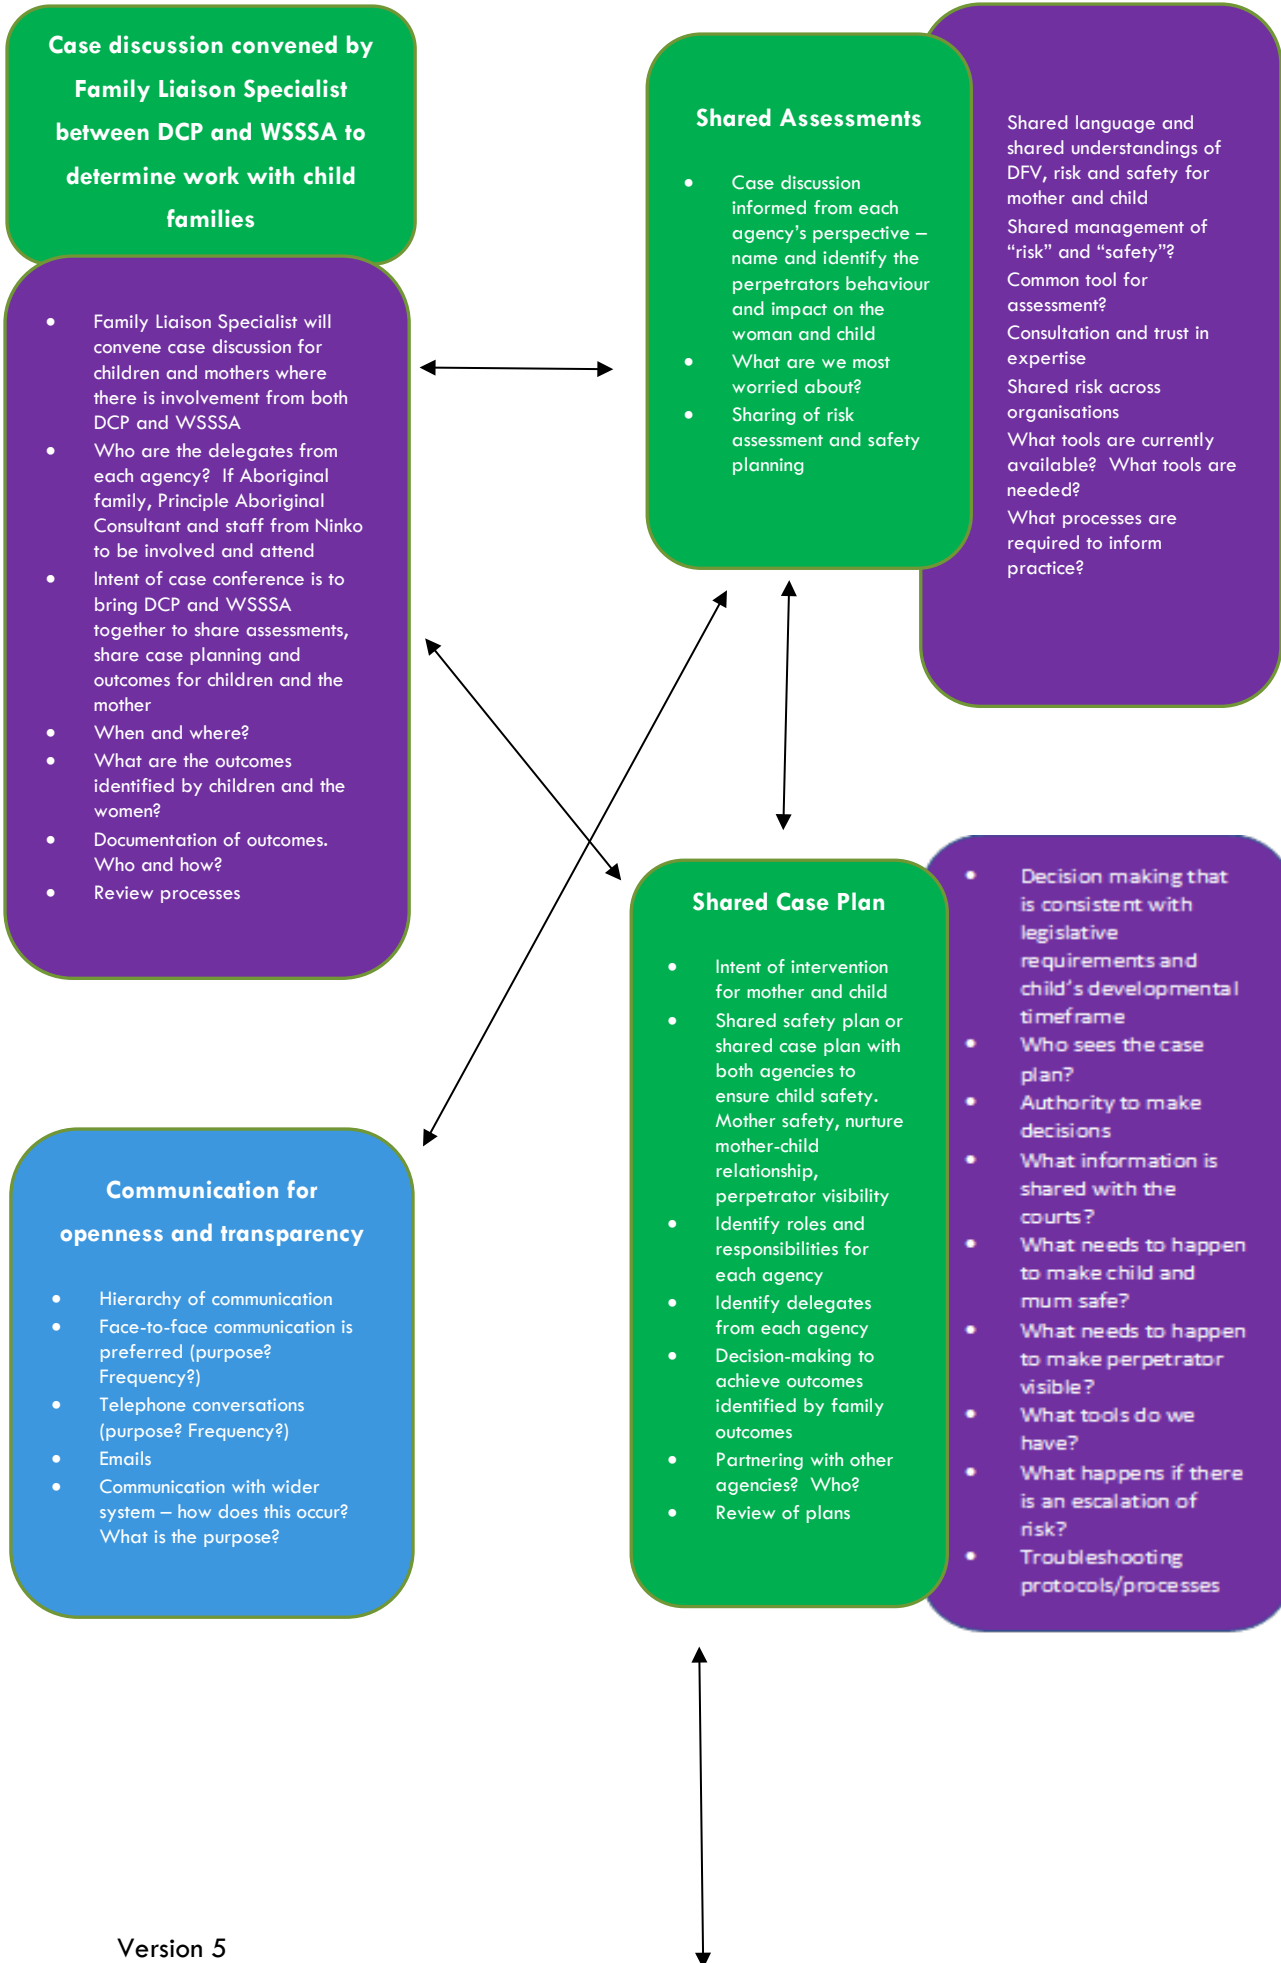 Case discussion convened by
Family Liaison Specialist
between DCP and WSSSA to
determine work with child
families
• Family Liaison Specialist will
convene case discussion for
children and mothers where
there is involvement from both
DCP and WSSSA
• Who are the delegates from
each agency?  If Aboriginal
family, Principle Aboriginal
Consultant and staff from Ninko
to be involved and attend
• Intent of case conference is to
bring DCP and WSSSA
together to share assessments,
share case planning and
outcomes for children and the
mother
• When and where?
• What are the outcomes
identified by children and the
women?
• Documentation of outcomes.
Who and how?
• Review processes
Shared Assessments
• Case discussion
informed from each
agency’s perspective –
name and identify the
perpetrators behaviour
and impact on the
woman and child
• What are we most
worried about?
• Sharing of risk
assessment and safety
planning
Shared language and
shared understandings of
DFV, risk and safety for
mother and child
Shared management of
“risk” and “safety”?
Common tool for
assessment?
Consultation and trust in
expertise
Shared risk across
organisations
What tools are currently
available?  What tools are
needed?
What processes are
required to inform
practice?
Communication for
openness and transparency
• Hierarchy of communication
• Face-to-face communication is
preferred (purpose?
Frequency?)
• Telephone conversations
(purpose? Frequency?)
• Emails
• Communication with wider
system – how does this occur?
What is the purpose?
Shared Case Plan
• Intent of intervention
for mother and child
• Shared safety plan or
shared case plan with
both agencies to
ensure child safety.
Mother safety, nurture
mother-child
relationship,
perpetrator visibility
• Identify roles and
responsibilities for
each agency
• Identify delegates
from each agency
• Decision-making to
achieve outcomes
identified by family
outcomes
• Partnering with other
agencies?  Who?
• Review of plans
• Decision making that
is consistent with
legislative
requirements and
child’s developmental
timeframe
• Who sees the case
plan?
• Authority to make
decisions
• What information is
shared with the
courts?
• What needs to happen
to make child and
mum safe?
• What needs to happen
to make perpetrator
visible?
• What tools do we
have?
• What happens if there
is an escalation of
risk?
• Troubleshooting
protocols/processes
Version 5